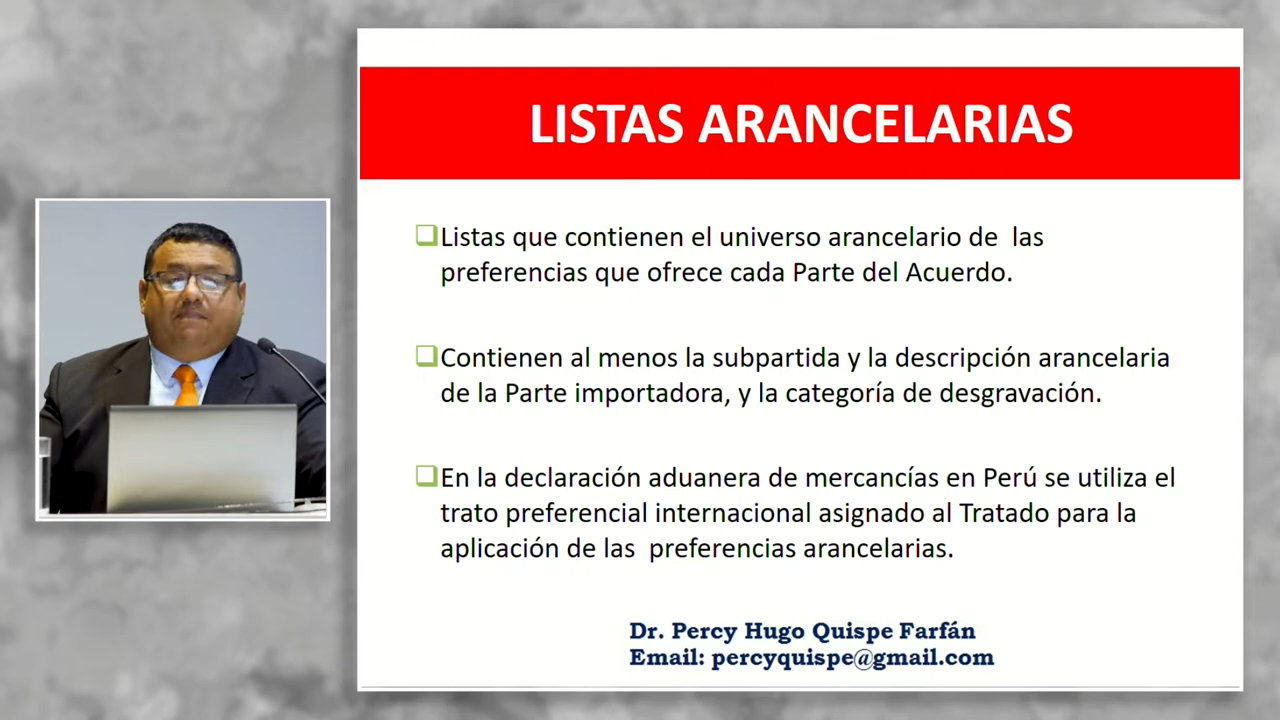 LISTAS ARANCELARIAS
Listas que contienen el universo arancelario de las
preferencias que ofrece cada Parte del Acuerdo.
Contienen al menos la subpartida y la descripción arancelaria
de la Parte importadora, y la categoría de desgravación.
En la declaración aduanera de mercancías en Perú se utiliza el
trato preferencial internacional asignado al Tratado para la
aplicación de las preferencias arancelarias.
Dr. Percy Hugo Quispe Farfán
Email: percyquispe@gmail.com